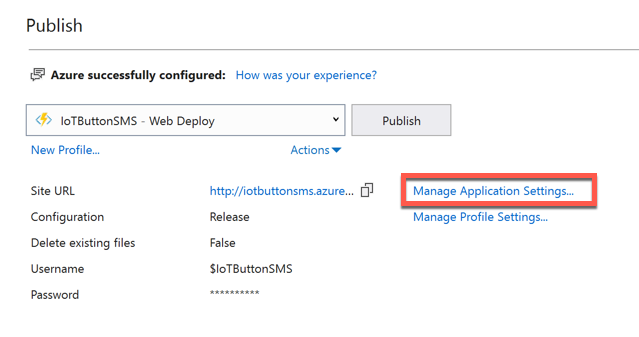 Publish
Azure successfully configured: How was your experience?
IoTButtonSMS - Web Deploy Publish
New Profile... Actions
Site URL http://iotbuttonsms.azure... Manage Application Settings...
Configuration Release Manage Profile Settings...
Delete existing files False
Username $IoTButtonSMS
Password **********